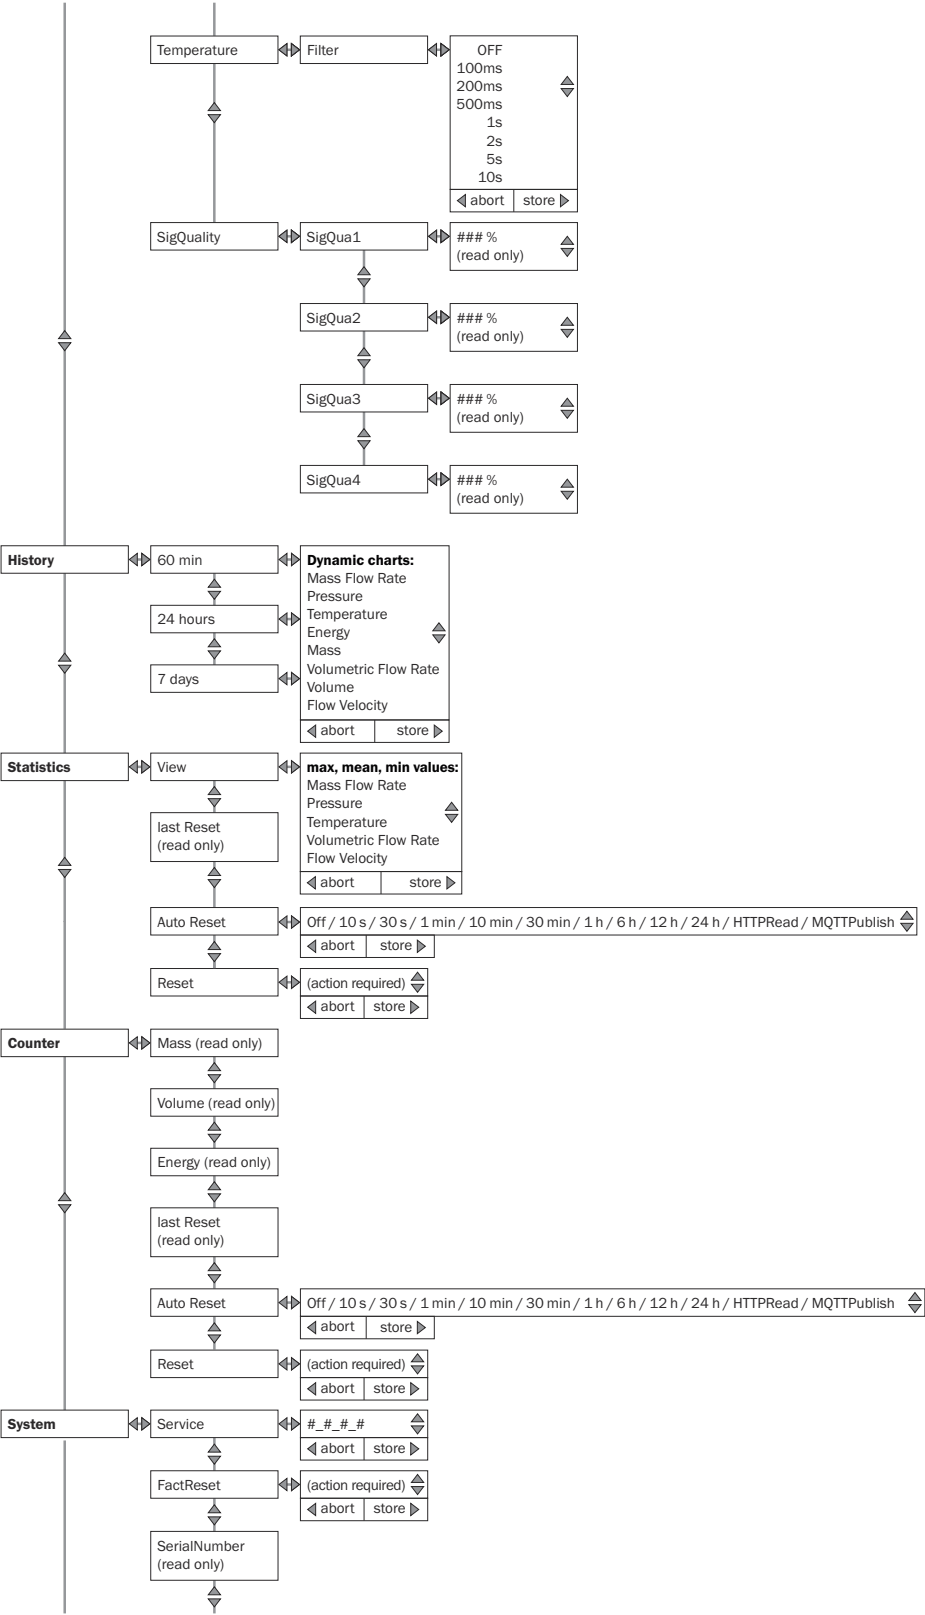 Temperature
Filter
OFF
100ms
200ms
500ms
1s
2s
5s
10s
abort
store
SigQuality
SigQua1
### %
(read only)
SigQua2
### %
(read only)
SigQua3
### %
(read only)
SigQua4
### %
(read only)
History
60 min
24 hours
7 days
Dynamic charts:
Mass Flow Rate
Pressure
Temperature
Energy
Mass
Volumetric Flow Rate
Volume
Flow Velocity
abort
store
Statistics
View
max, mean, min values:
Mass Flow Rate
Pressure
Temperature
Volumetric Flow Rate
Flow Velocity
abort
store
last Reset
(read only)
Auto Reset
Off / 10 s / 30 s / 1 min / 10 min / 30 min / 1 h / 6 h / 12 h / 24 h / HTTPRead / MQTTPublish
abort
store
Reset
(action required)
abort
store
Counter
Mass (read only)
Volume (read only)
Energy (read only)
last Reset
(read only)
Auto Reset
Off / 10 s / 30 s / 1 min / 10 min / 30 min / 1 h / 6 h / 12 h / 24 h / HTTPRead / MQTTPublish
abort
store
Reset
(action required)
abort
store
System
Service
#_#_#_#
abort
store
FactReset
(action required)
abort
store
SerialNumber
(read only)